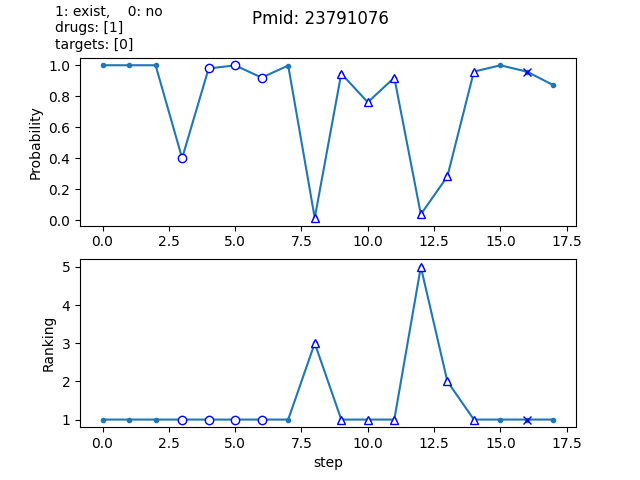 1: exist,    0: no
drugs: [1]
targets: [0]
Pmid: 23791076
Probability
1.0
0.8
0.6
0.4
0.2
0.0
0.0 2.5 5.0 7.5 10.0 12.5 15.0 17.5
Ranking
5
4
3
2
1
0.0 2.5 5.0 7.5 10.0 12.5 15.0 17.5
step